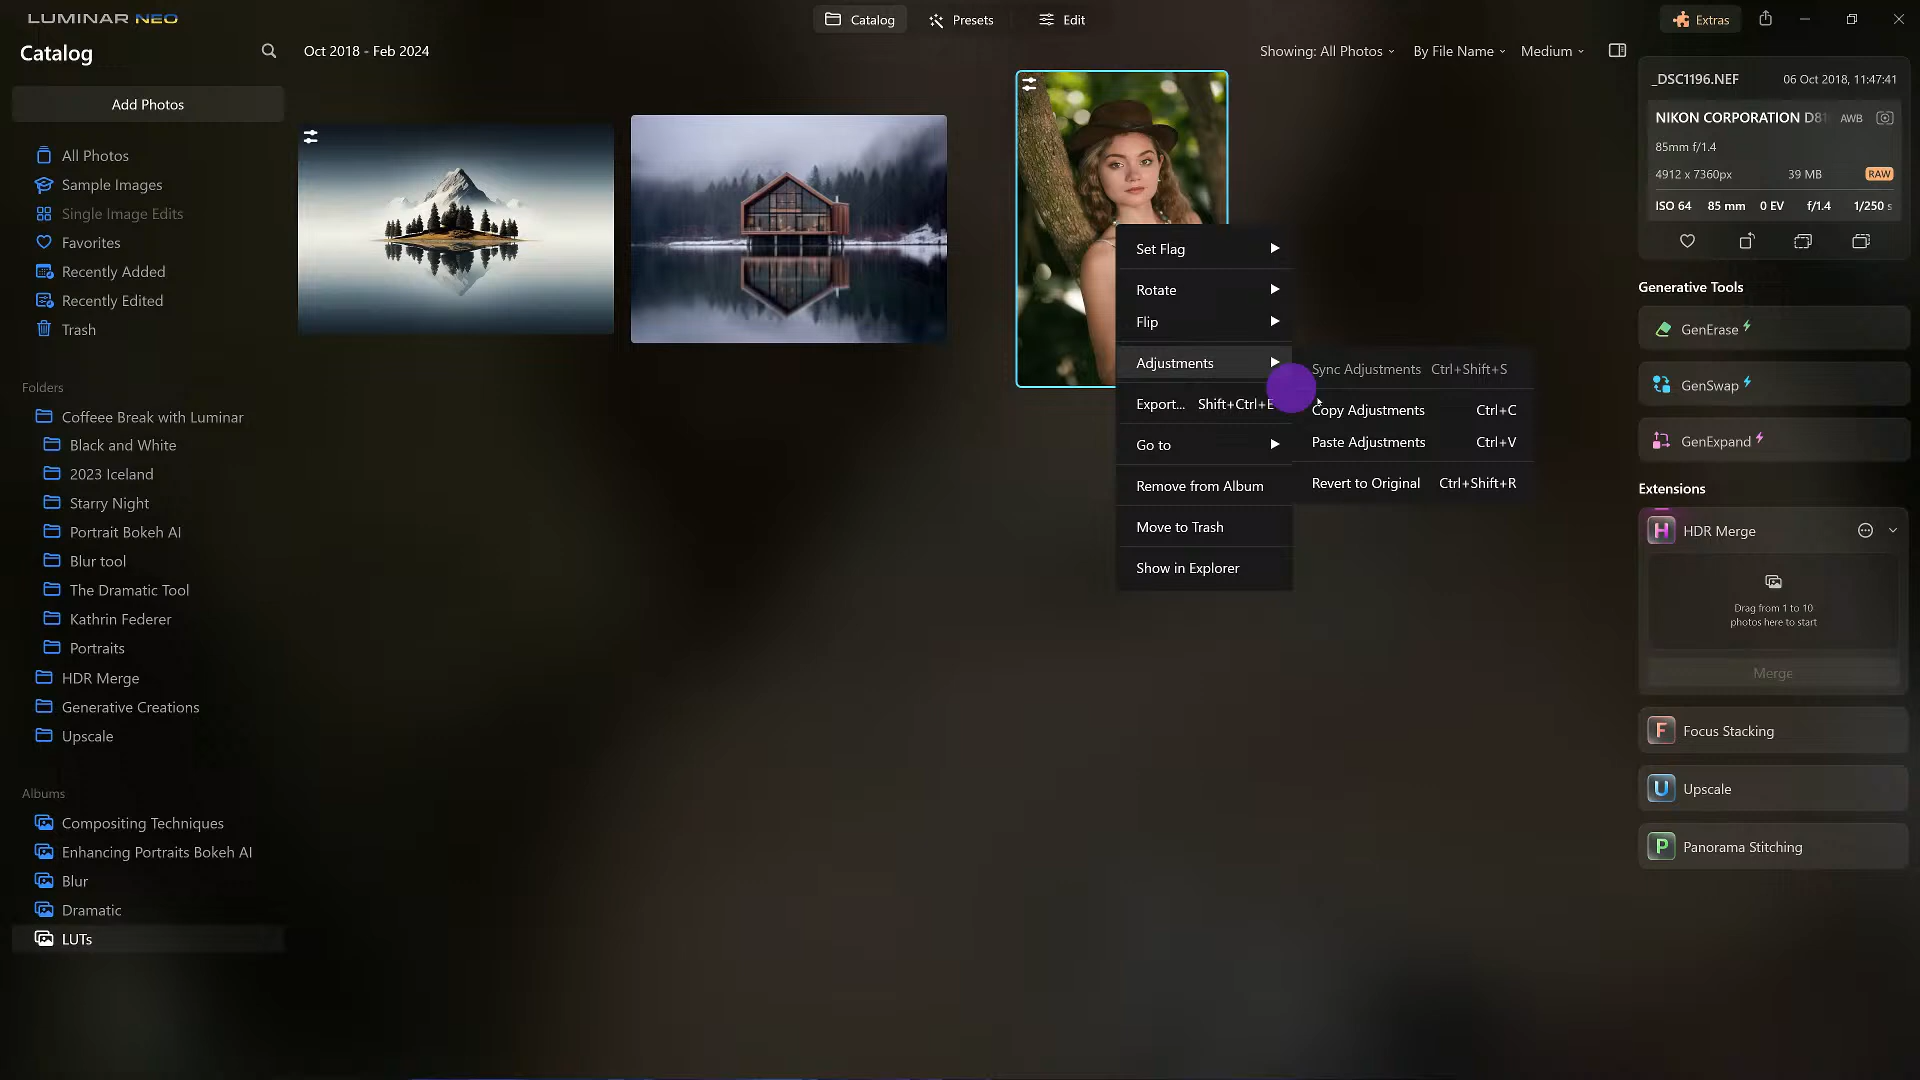 LUMINAR NEO
Catalog
Presets
Edit
Extras
Catalog
Oct 2018 - Feb 2024
Showing: All Photos
By File Name
Medium
Add Photos
All Photos
Sample Images
Single Image Edits
Favorites
Recently Added
Recently Edited
Trash
Folders
Coffeee Break with Luminar
Black and White
2023 Iceland
Starry Night
Portrait Bokeh AI
Blur tool
The Dramatic Tool
Kathrin Federer
Portraits
HDR Merge
Generative Creations
Upscale
Albums
Compositing Techniques
Enhancing Portraits Bokeh AI
Blur
Dramatic
LUTs
Set Flag
Rotate
Flip
Adjustments
Export... Shift+Ctrl+E
Go to
Remove from Album
Move to Trash
Show in Explorer
Sync Adjustments Ctrl+Shift+S
Copy Adjustments Ctrl+C
Paste Adjustments Ctrl+V
Revert to Original Ctrl+Shift+R
_DSC1196.NEF 06 Oct 2018, 11:47:41
NIKON CORPORATION D81 AWB
85mm f/1.4
4912 x 7360px 39 MB RAW
ISO 64 85 mm 0 EV f/1.4 1/250 s
Generative Tools
GenErase
GenSwap
GenExpand
Extensions
H HDR Merge
Drag from 1 to 10
photos here to start
Merge
F Focus Stacking
U Upscale
P Panorama Stitching